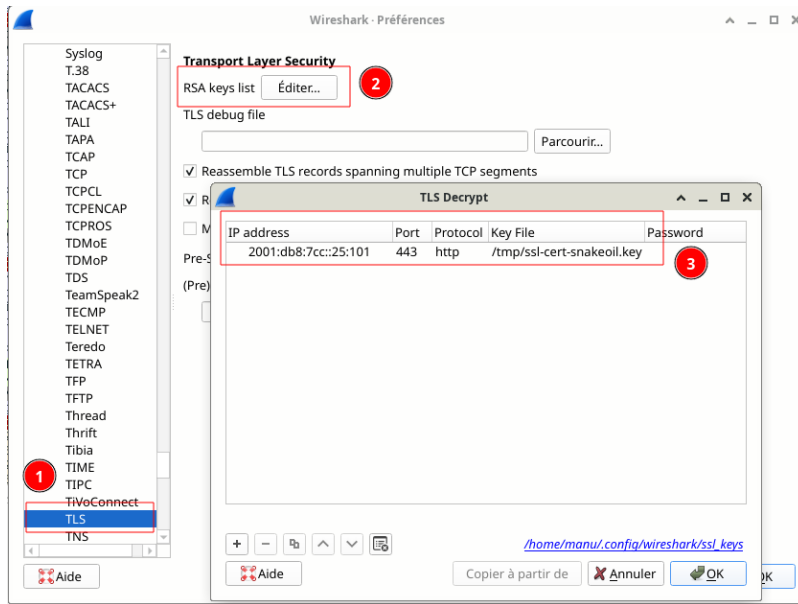 Wireshark · Préférences
Syslog
T.38
TACACS
TACACS+
TALI
TAPA
TCAP
TCP
TCPCL
TCPENCAP
TCPROS
TDMoE
TDMoP
TDS
TeamSpeak2
TECMP
TELNET
Teredo
TETRA
TFP
TFTP
Thread
Thrift
Tibia
TIME
TIPC
TiVoConnect
TLS
TNS
1
Aide
Transport Layer Security
RSA keys list Éditer...
2
TLS debug file
Parcourir...
Reassemble TLS records spanning multiple TCP segments
R
M
Pre-S
(Pre)
TLS Decrypt
IP address Port Protocol Key File Password
2001:db8:7cc::25:101 443 http /tmp/ssl-cert-snakeoil.key
3
/home/manu/.config/wireshark/ssl_keys
Aide Copier à partir de Annuler OK